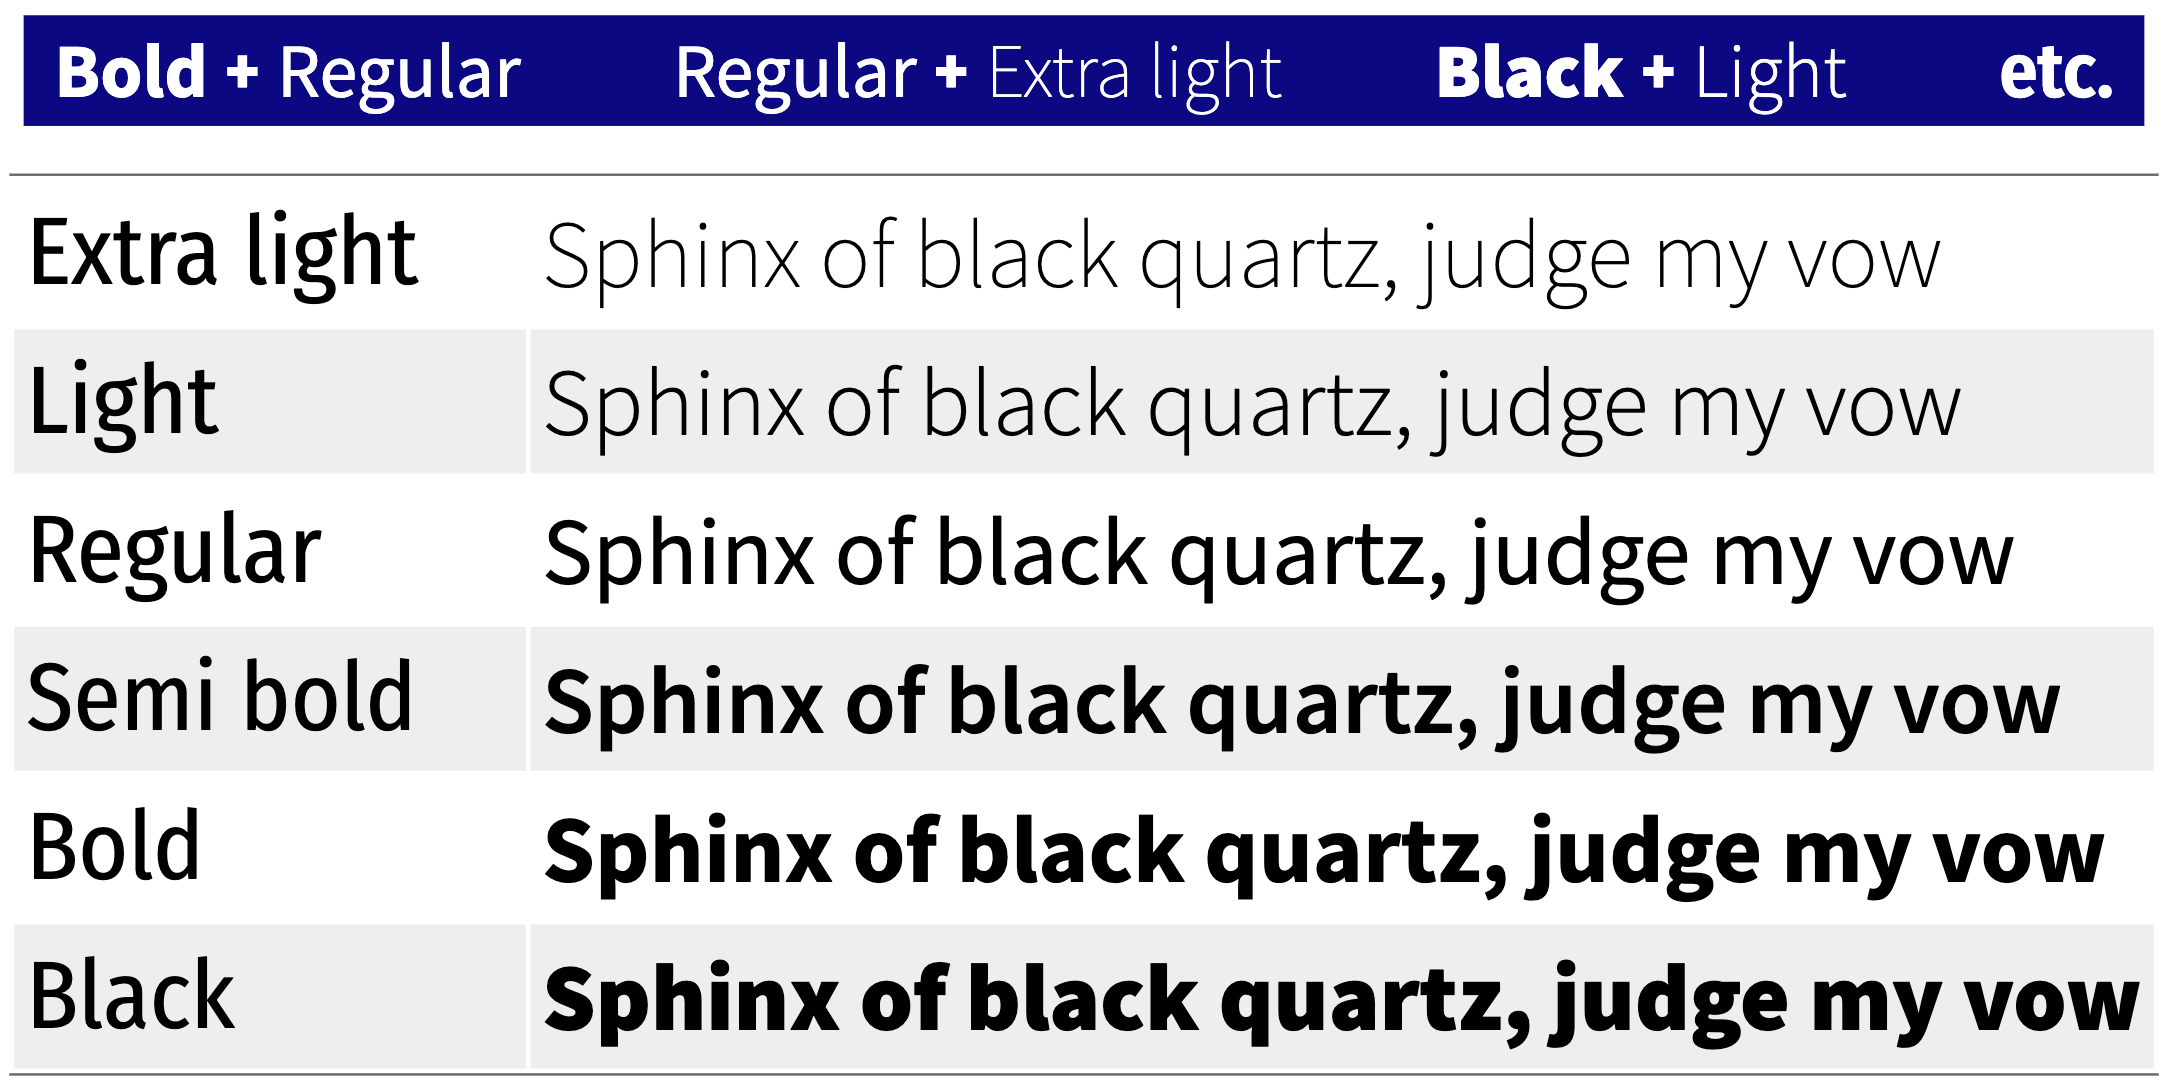 Bold + Regular Regular + Extra light Black + Light etc.
Extra light Sphinx of black quartz, judge my vow
Light Sphinx of black quartz, judge my vow
Regular Sphinx of black quartz, judge my vow
Semi bold Sphinx of black quartz, judge my vow
Bold Sphinx of black quartz, judge my vow
Black Sphinx of black quartz, judge my vow